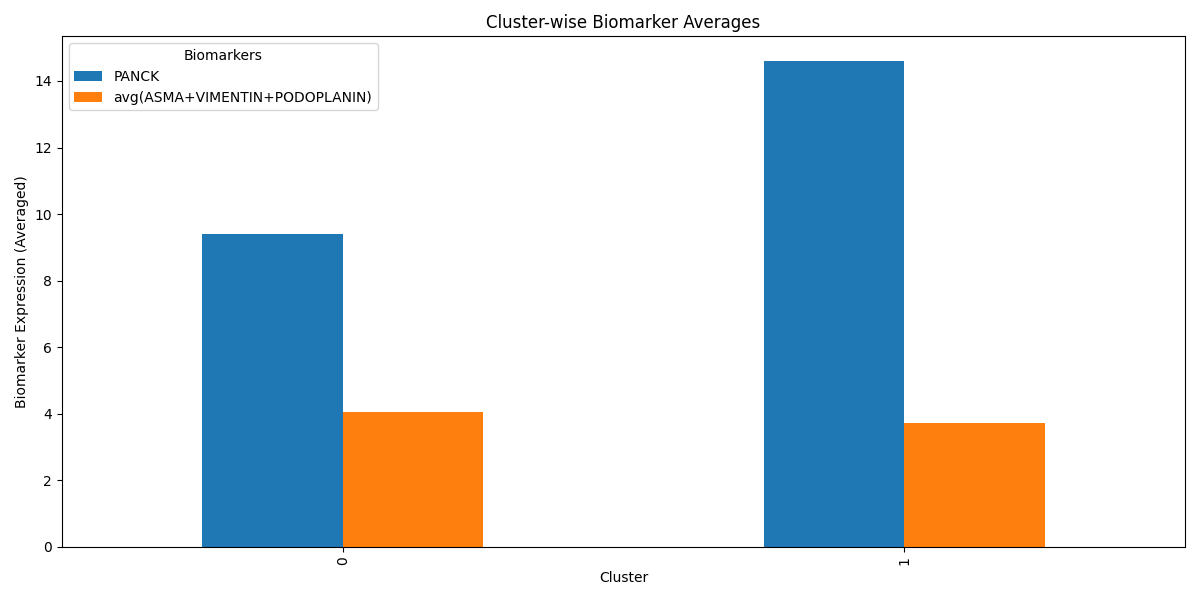 Cluster-wise Biomarker Averages
Biomarkers
PANCK
avg(ASMA+VIMENTIN+PODOPLANIN)
Biomarker Expression (Averaged)
14
12
10
8
6
4
2
0
0
1
Cluster